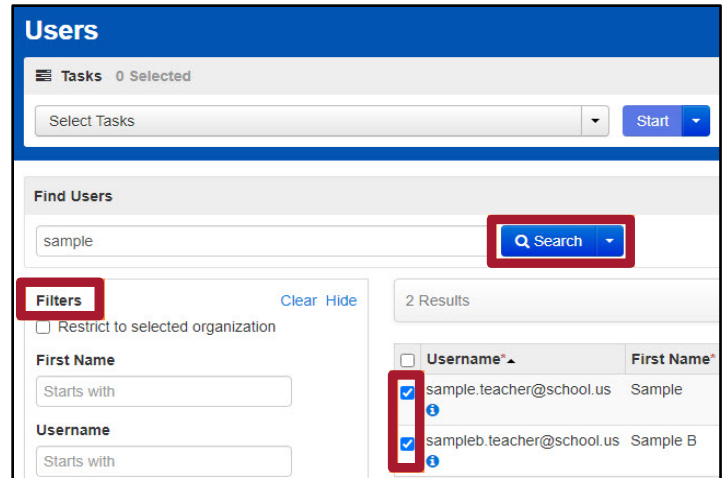 Users
Tasks 0 Selected
Select Tasks
Start
Find Users
sample
Search
Filters
Clear Hide
Restrict to selected organization
First Name
Starts with
Username
Starts with
2 Results
Username* First Name*
sample.teacher@school.us Sample
sampleb.teacher@school.us Sample B